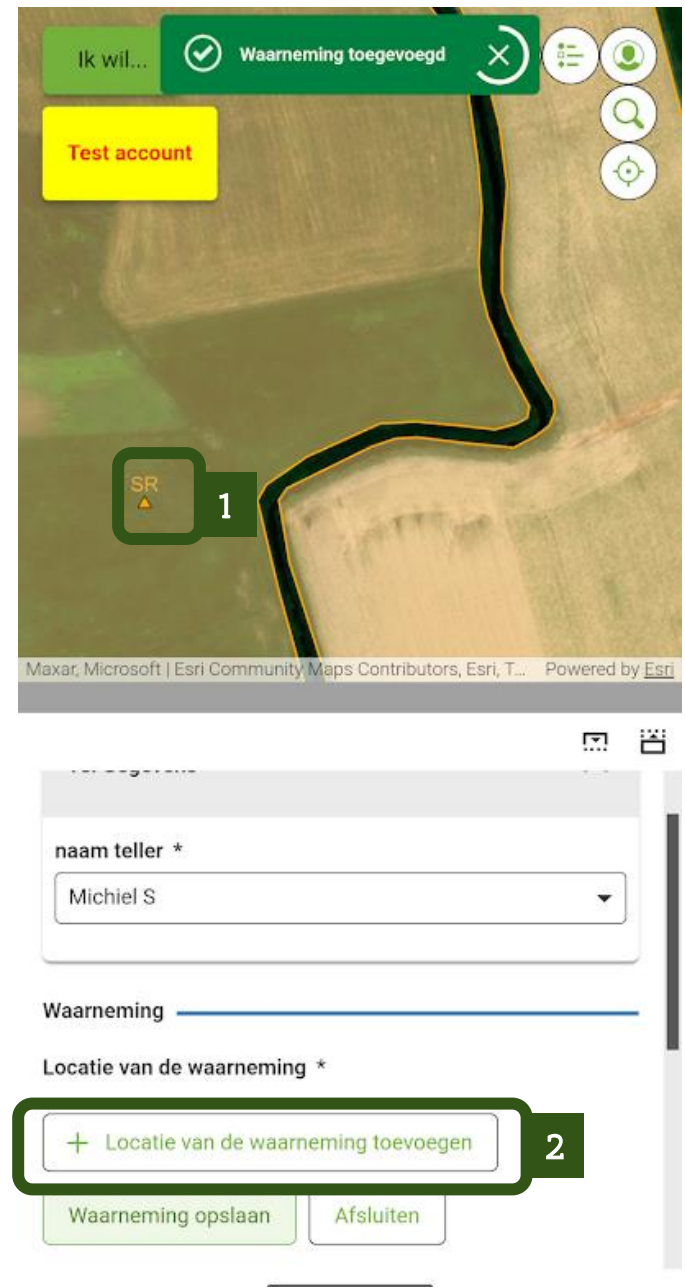 Ik wil...
Waarneming toegevoegd
Test account
SR
1
Maxar, Microsoft | Esri Community Maps Contributors, Esri, T... Powered by Esri
naam teller *
Michiel S
Waarneming
Locatie van de waarneming *
+ Locatie van de waarneming toevoegen
2
Waarneming opslaan Afsluiten